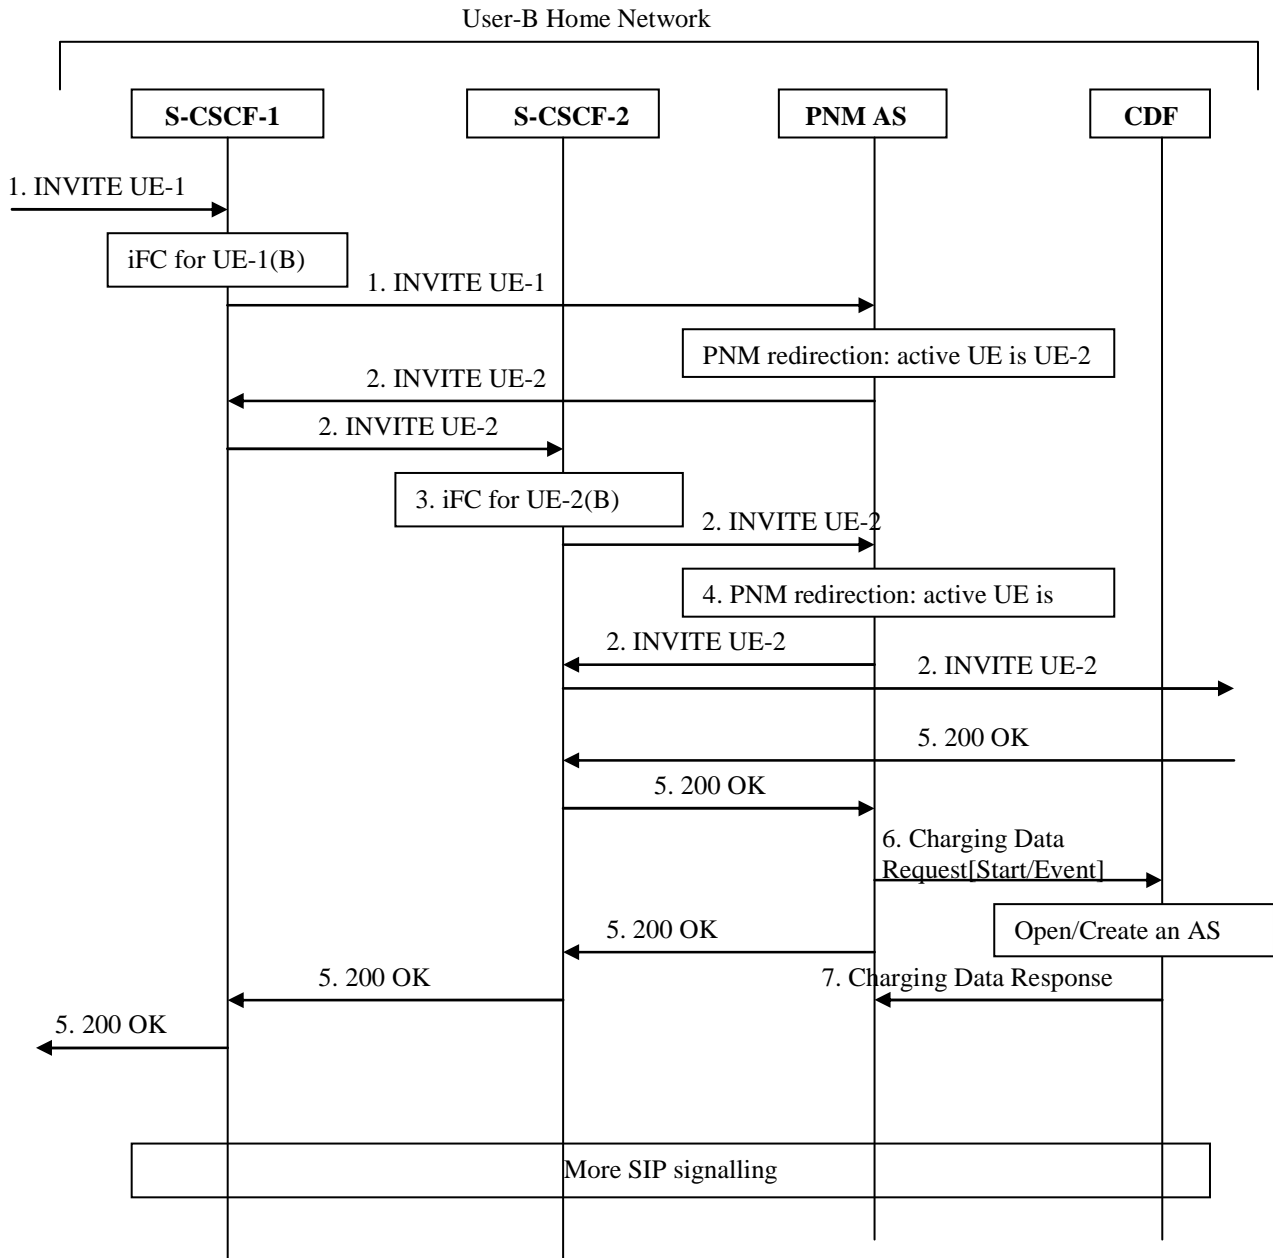 User-B Home Network
S-CSCF-1
S-CSCF-2
PNM AS
CDF
1. INVITE UE-1
iFC for UE-1(B)
1. INVITE UE-1
PNM redirection: active UE is UE-2
2. INVITE UE-2
2. INVITE UE-2
3. iFC for UE-2(B)
2. INVITE UE-2
4. PNM redirection: active UE is
2. INVITE UE-2
2. INVITE UE-2
5. 200 OK
5. 200 OK
6. Charging Data
Request[Start/Event]
Open/Create an AS
5. 200 OK
5. 200 OK
7. Charging Data Response
5. 200 OK
More SIP signalling